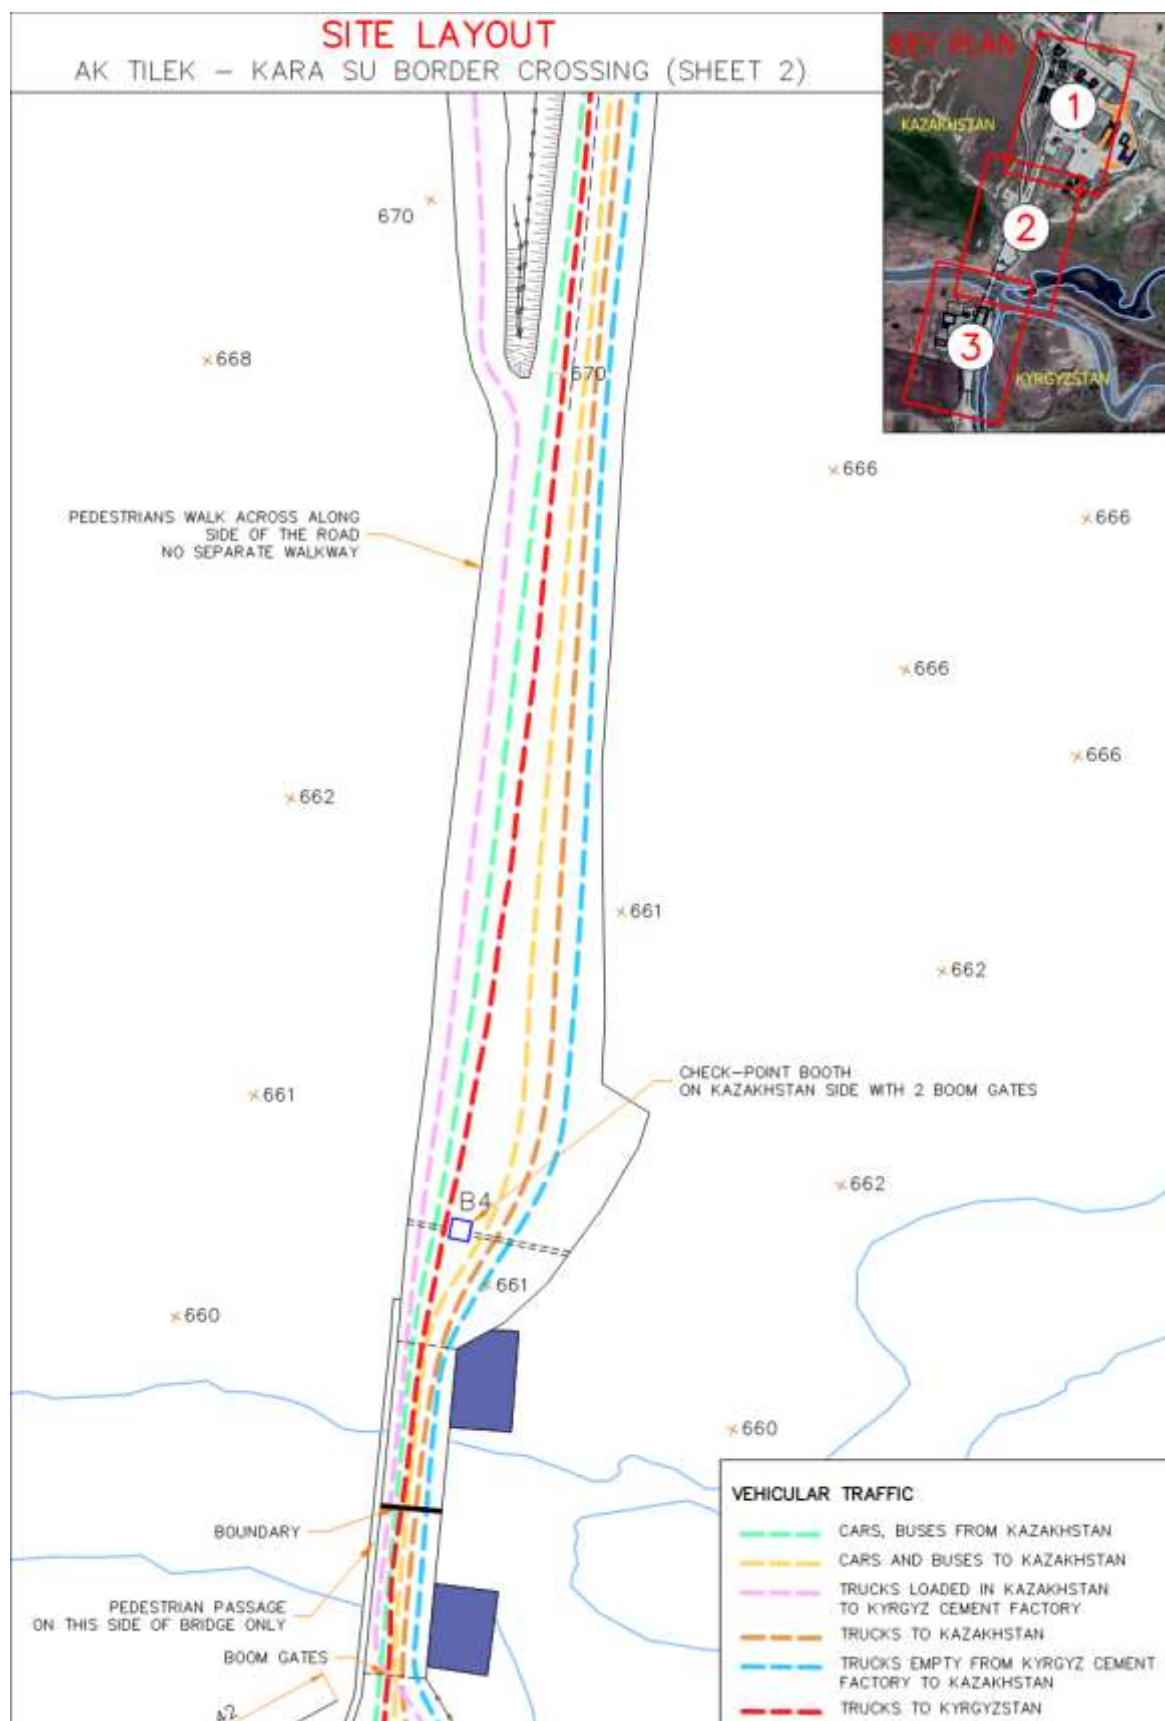 SITE LAYOUT
AK TILEK – KARA SU BORDER CROSSING (SHEET 2)
KEY PLAN
KAZAKHSTAN
1
2
3
KYRGYZSTAN
670
668
670
666
666
PEDESTRIANS WALK ACROSS ALONG
SIDE OF THE ROAD
NO SEPARATE WALKWAY
666
666
662
661
662
CHECK-POINT BOOTH
ON KAZAKHSTAN SIDE WITH 2 BOOM GATES
661
662
B4
661
660
660
BOUNDARY
PEDESTRIAN PASSAGE
ON THIS SIDE OF BRIDGE ONLY
BOOM GATES
42
VEHICULAR TRAFFIC
CARS, BUSES FROM KAZAKHSTAN
CARS AND BUSES TO KAZAKHSTAN
TRUCKS LOADED IN KAZAKHSTAN
TO KYRGYZ CEMENT FACTORY
TRUCKS TO KAZAKHSTAN
TRUCKS EMPTY FROM KYRGYZ CEMENT
FACTORY TO KAZAKHSTAN
TRUCKS TO KYRGYZSTAN